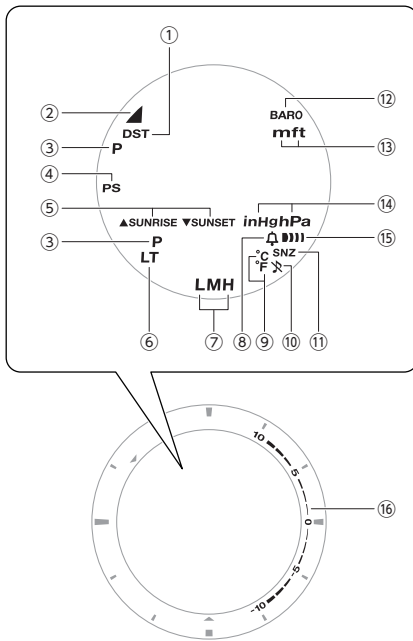 ①
②
DST
③ P
④
PS
⑤
▲SUNRISE ▼SUNSET
③ P
LT
⑥
LMH
⑦
⑫
BARO
mft
⑬
⑭
inHghPa
⑮
SNZ
°C
°F
⑧ ⑨ ⑩ ⑪
10
5
0
-5
-10
⑯